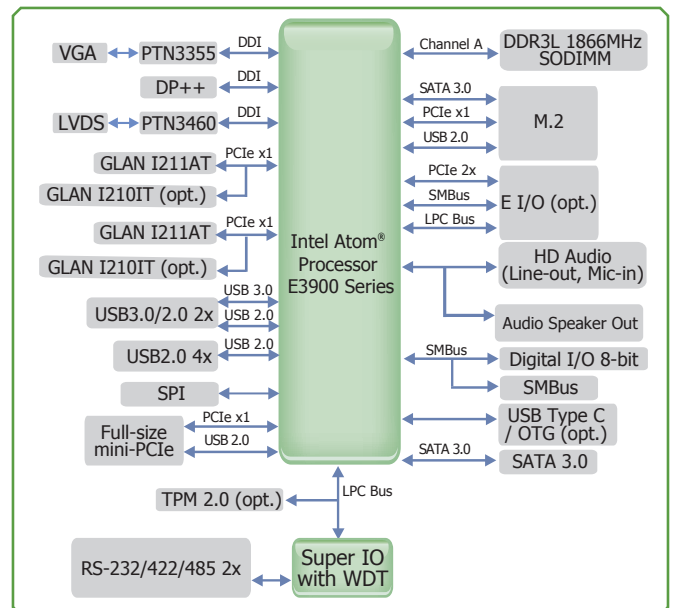 VGA
PTN3355
DDI
DP++
DDI
LVDS
PTN3460
DDI
GLAN I211AT
PCIe x1
GLAN I210IT (opt.)
GLAN I211AT
PCIe x1
GLAN I210IT (opt.)
USB3.0/2.0 2x
USB 3.0
USB 2.0
USB2.0 4x
USB 2.0
SPI
Full-size
mini-PCIe
PCIe x1
USB 2.0
Intel Atom®
Processor
E3900 Series
Channel A
DDR3L 1866MHz
SODIMM
SATA 3.0
PCIe x1
USB 2.0
M.2
PCIe 2x
SMBus
LPC Bus
E I/O (opt.)
HD Audio
(Line-out, Mic-in)
Audio Speaker Out
SMBus
Digital I/O 8-bit
SMBus
USB Type C
/ OTG (opt.)
SATA 3.0
SATA 3.0
TPM 2.0 (opt.)
LPC Bus
RS-232/422/485 2x
Super IO
with WDT